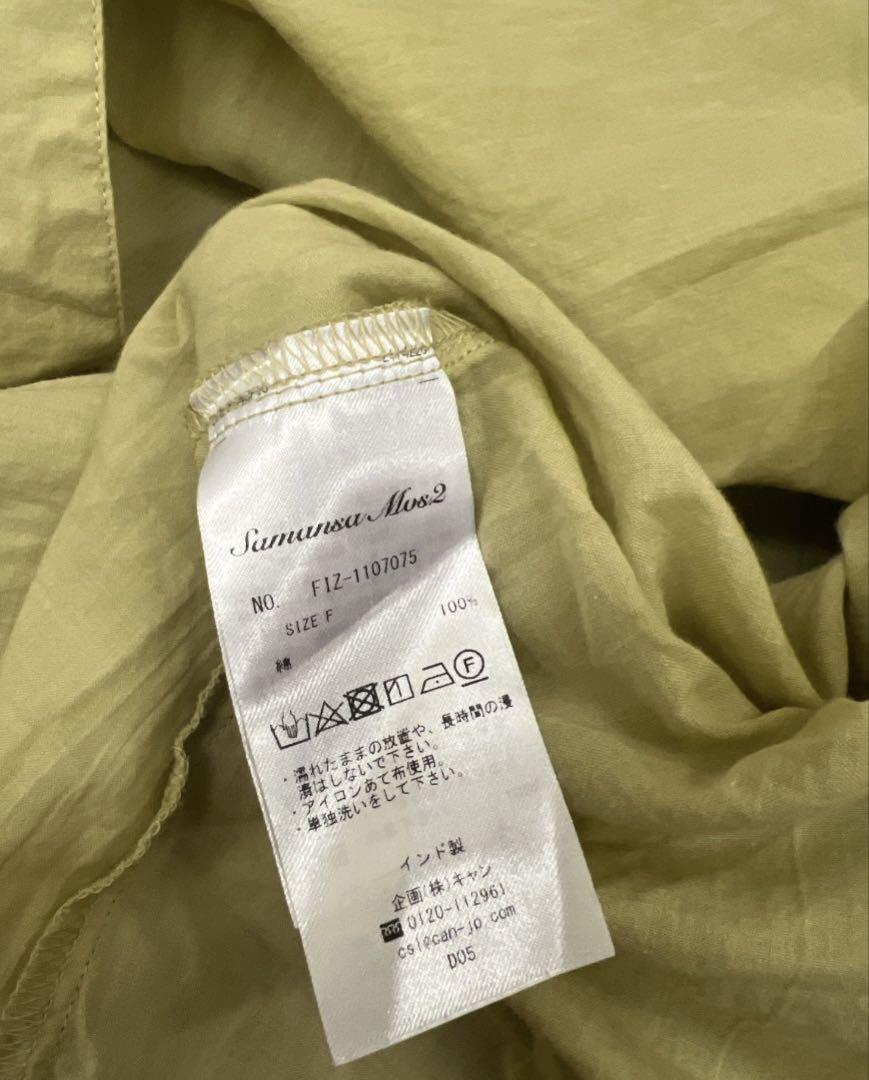 Samansa Mos2
NO. FIZ-1107075
SIZE F
綿 100%
F
・濡れたままの放置や、長時間の浸
漬はしないで下さい。
・アイロンあて布使用。
・単独洗いをして下さい。
インド製
企画(株)キャン
0120-112961
cs@can-jp.com
D05